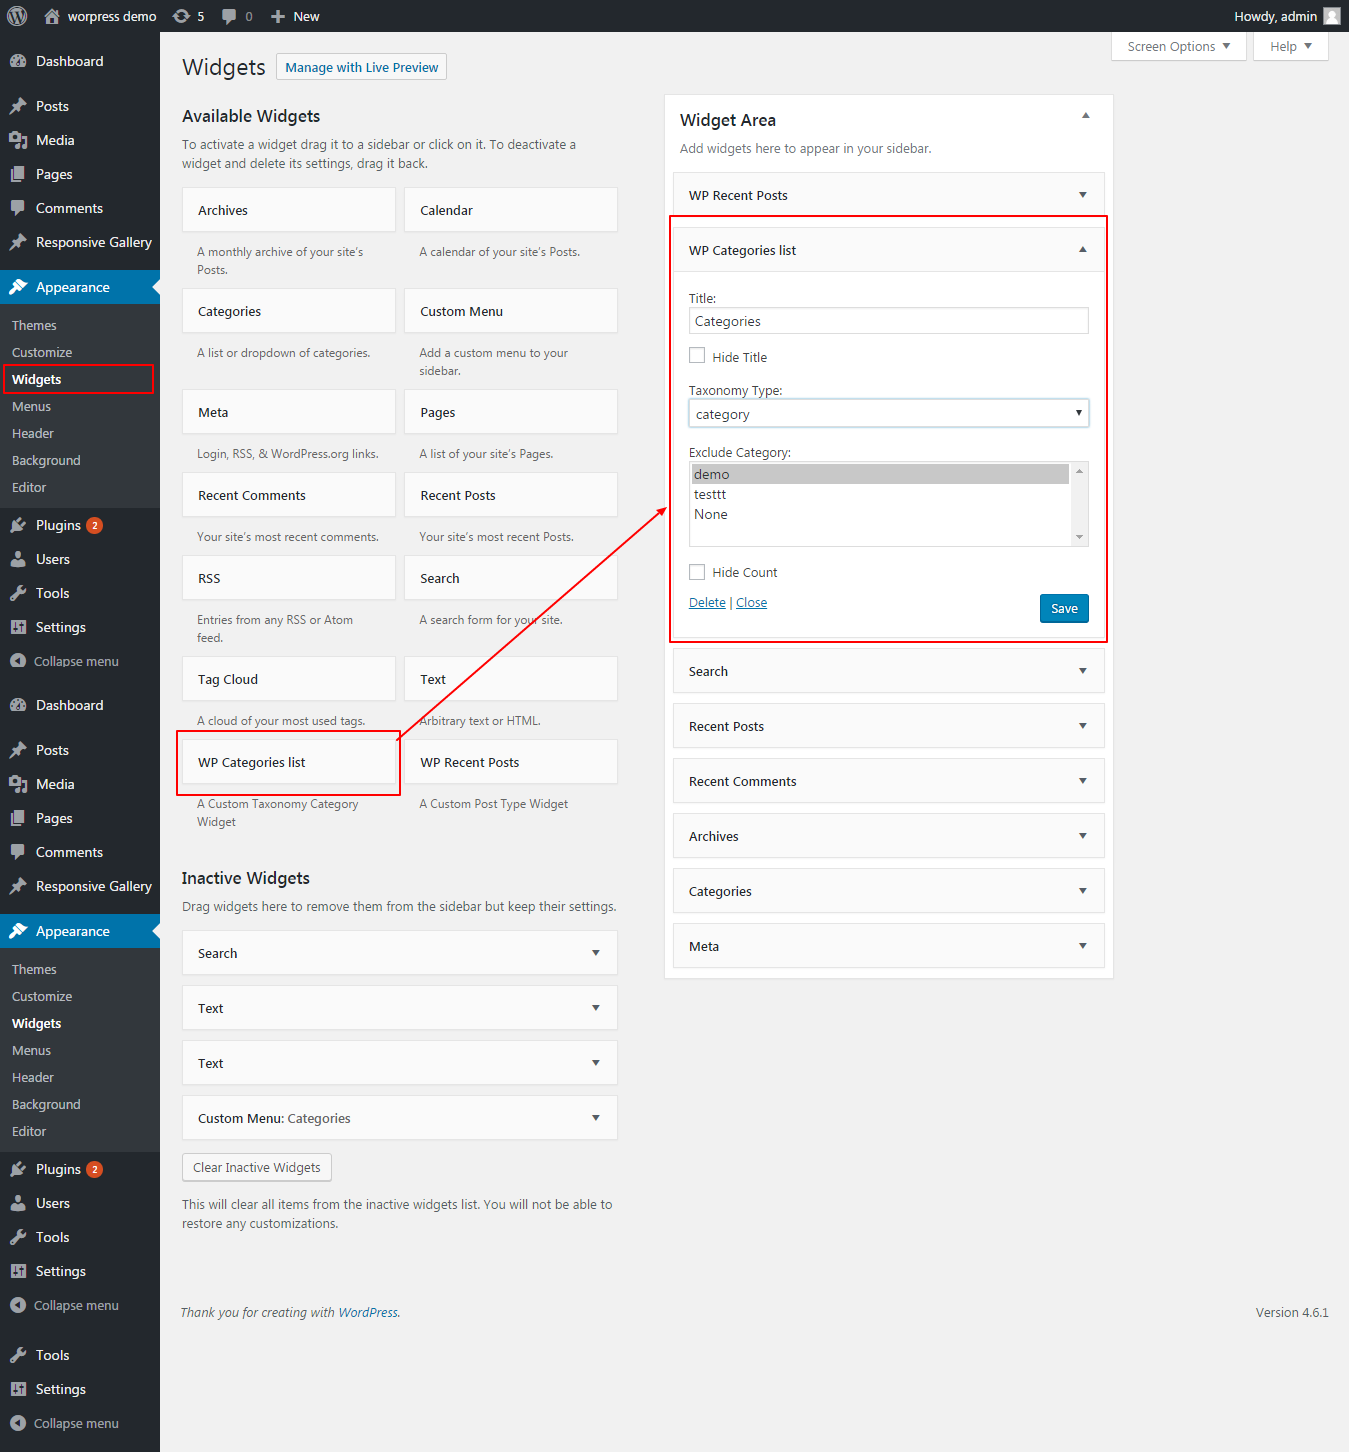 worpress demo
5
0
New
Howdy, admin
Dashboard
Posts
Media
Pages
Comments
Responsive Gallery
Appearance
Themes
Customize
Widgets
Menus
Header
Background
Editor
Plugins 2
Users
Tools
Settings
Collapse menu
Dashboard
Posts
Media
Pages
Comments
Responsive Gallery
Appearance
Themes
Customize
Widgets
Menus
Header
Background
Editor
Plugins 2
Users
Tools
Settings
Collapse menu
Tools
Settings
Collapse menu
Screen Options
Help
Widgets
Manage with Live Preview
Available Widgets
To activate a widget drag it to a sidebar or click on it. To deactivate a
widget and delete its settings, drag it back.
Archives
A monthly archive of your site's
Posts.
Calendar
A calendar of your site's Posts.
Categories
A list or dropdown of categories.
Custom Menu
Add a custom menu to your
sidebar.
Meta
Login, RSS, & WordPress.org links.
Pages
A list of your site's Pages.
Recent Comments
Your site's most recent comments.
Recent Posts
Your site's most recent Posts.
RSS
Entries from any RSS or Atom
feed.
Search
A search form for your site.
Tag Cloud
A cloud of your most used tags.
Text
Arbitrary text or HTML.
WP Categories list
A Custom Taxonomy Category
Widget
WP Recent Posts
A Custom Post Type Widget
Inactive Widgets
Drag widgets here to remove them from the sidebar but keep their settings.
Search
Text
Text
Custom Menu: Categories
Clear Inactive Widgets
This will clear all items from the inactive widgets list. You will not be able to
restore any customizations.
Widget Area
Add widgets here to appear in your sidebar.
WP Recent Posts
WP Categories list
Title:
Categories
Hide Title
Taxonomy Type:
category
Exclude Category:
demo
testtt
None
Hide Count
Delete | Close
Save
Search
Recent Posts
Recent Comments
Archives
Categories
Meta
Thank you for creating with WordPress.
Version 4.6.1